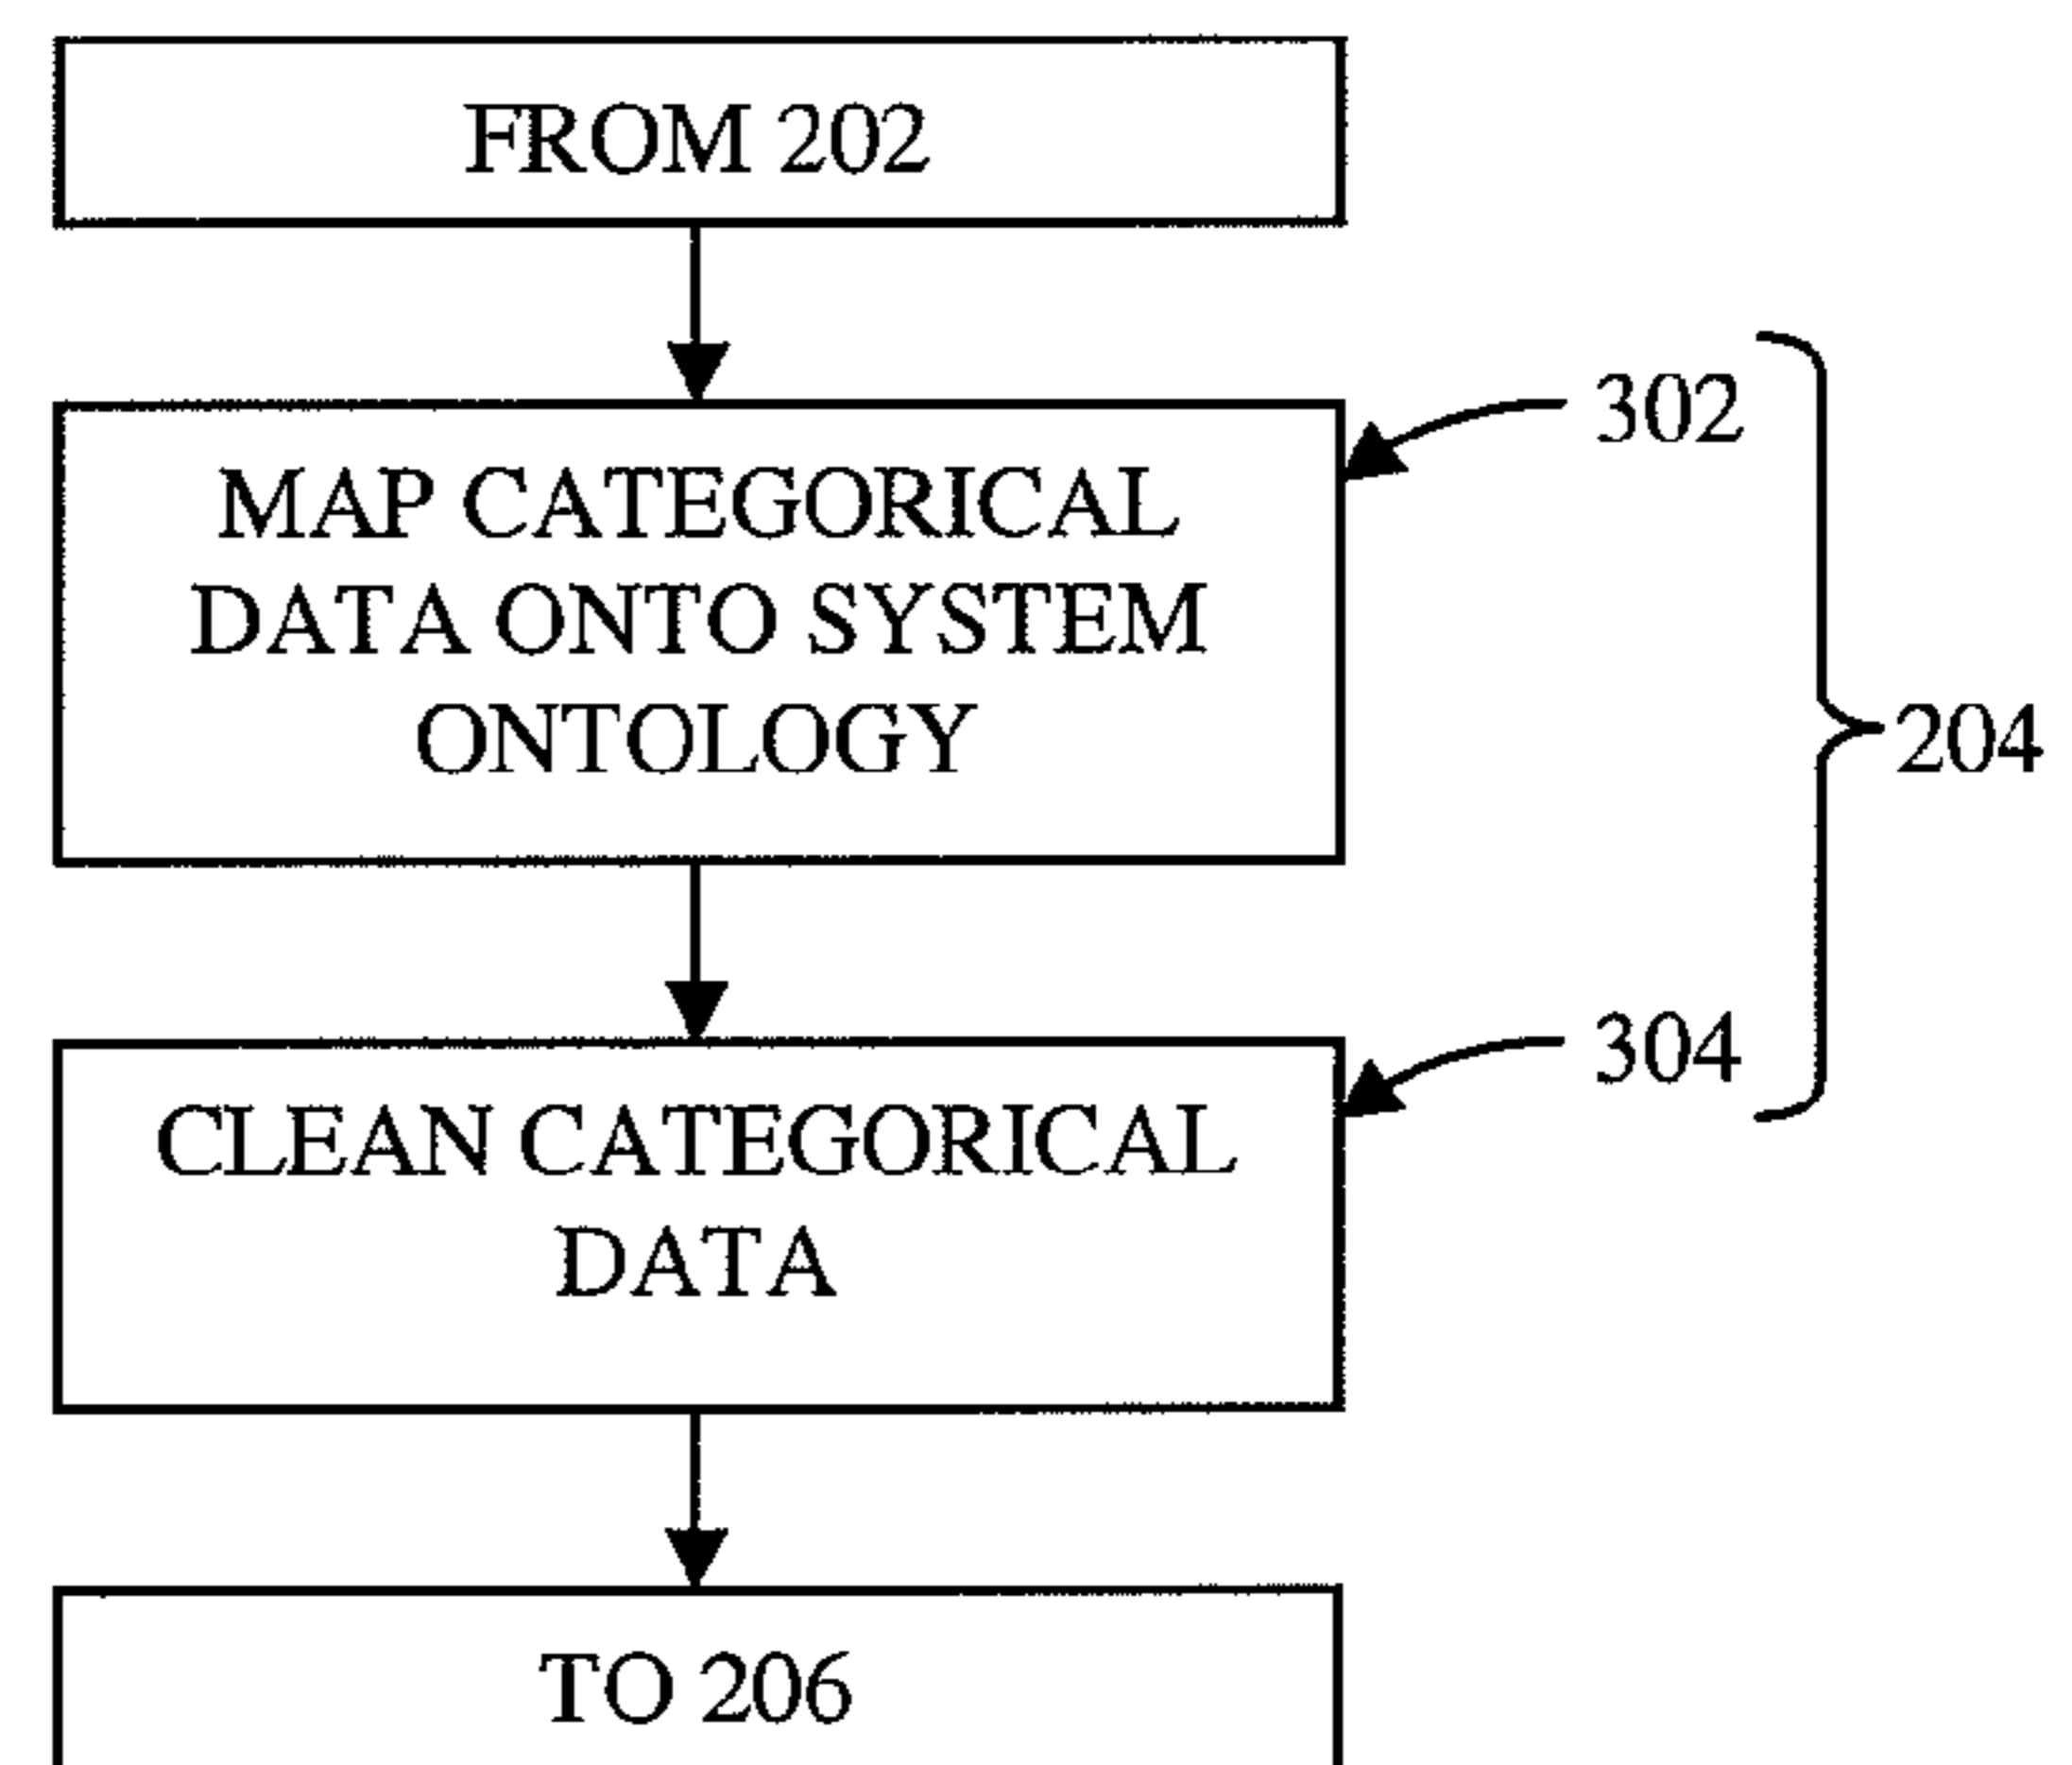 FROM 202
302
MAP CATEGORICAL
DATA ONTO SYSTEM
ONTOLOGY
204
304
CLEAN CATEGORICAL
DATA
TO 206